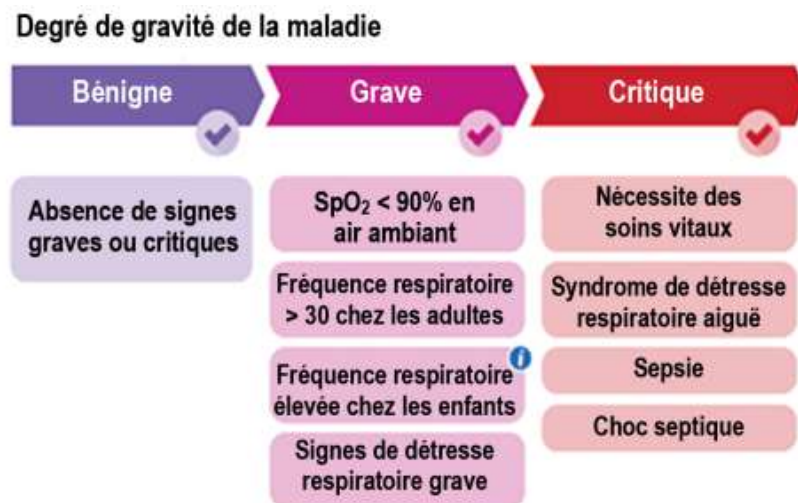 Degré de gravité de la maladie
Bénigne
Grave
Critique
Absence de signes
graves ou critiques
SpO₂ < 90% en
air ambiant
Fréquence respiratoire
> 30 chez les adultes
Fréquence respiratoire
élevée chez les enfants
i
Signes de détresse
respiratoire grave
Nécessite des
soins vitaux
Syndrome de détresse
respiratoire aiguë
Sepsie
Choc septique